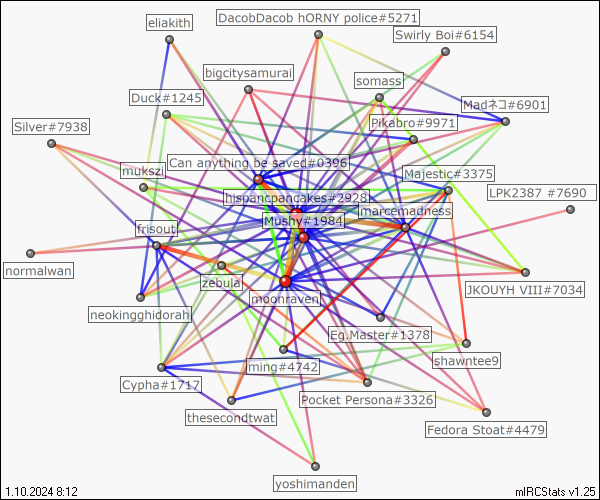 DacobDacob hORNY police#5271
eliakith
Swirly Boi#6154
bigcitysamurai
somass
Duck#1245
Madネコ#6901
Silver#7938
Pikabro#9971
Can anything be saved#0396
mukszi
Majestic#3375
LPK2387 #7690
hispancpancakes#2928
marcemadness
Mushy#1984
frisout
normalwan
zebula
JKOUYH VIII#7034
moonraven
neokingghidorah
Eg.Master#1378
shawntee9
ming#4742
Cypha#1717
Pocket Persona#3326
thesecondtwat
Fedora Stoat#4479
yoshimanden
1.10.2024 8:12
mIRCStats v1.25